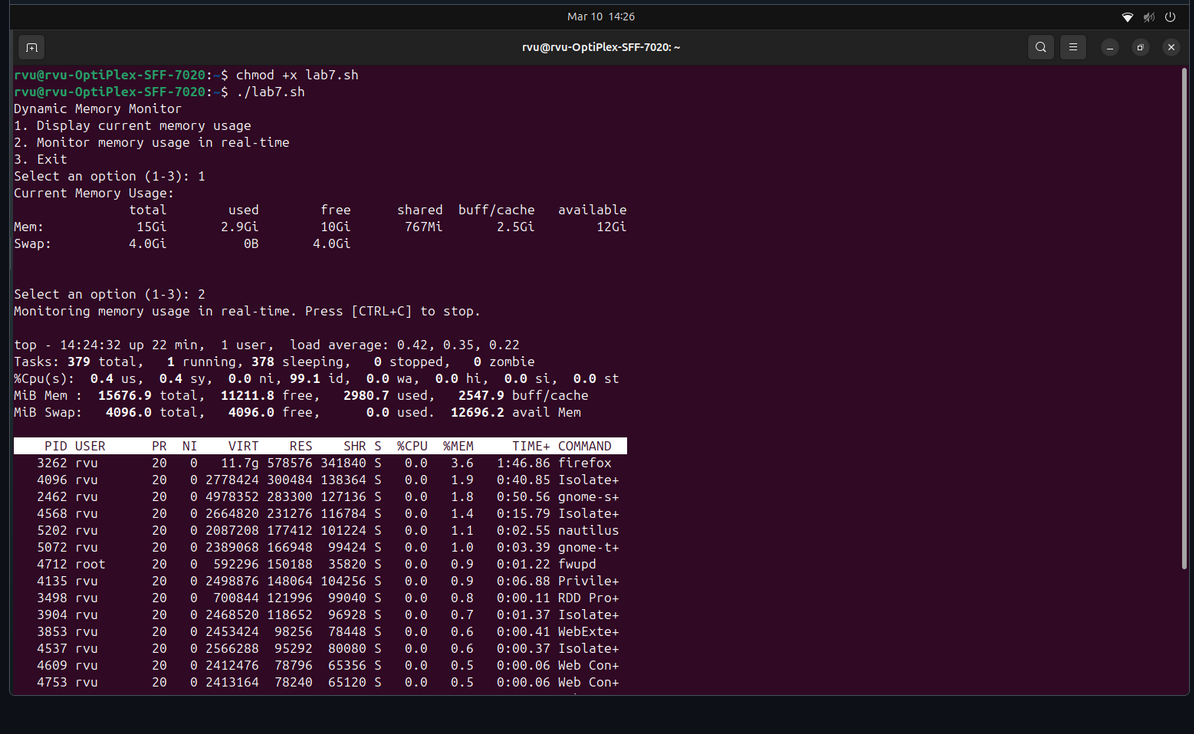 Mar 10 14:26
rvu@rvu-OptiPlex-SFF-7020: ~
rvu@rvu-OptiPlex-SFF-7020:~$ chmod +x lab7.sh
rvu@rvu-OptiPlex-SFF-7020:~$ ./lab7.sh
Dynamic Memory Monitor
1. Display current memory usage
2. Monitor memory usage in real-time
3. Exit
Select an option (1-3): 1
Current Memory Usage:
               total        used        free      shared  buff/cache   available
Mem:            15Gi       2.9Gi        10Gi       767Mi       2.5Gi        12Gi
Swap:          4.0Gi          0B       4.0Gi
Select an option (1-3): 2
Monitoring memory usage in real-time. Press [CTRL+C] to stop.
top - 14:24:32 up 22 min,  1 user,  load average: 0.42, 0.35, 0.22
Tasks: 379 total,   1 running, 378 sleeping,   0 stopped,   0 zombie
%Cpu(s):  0.4 us,  0.4 sy,  0.0 ni, 99.1 id,  0.0 wa,  0.0 hi,  0.0 si,  0.0 st
MiB Mem :  15676.9 total,  11211.8 free,   2980.7 used,   2547.9 buff/cache
MiB Swap:   4096.0 total,   4096.0 free,      0.0 used.  12696.2 avail Mem
    PID USER      PR  NI    VIRT    RES    SHR S  %CPU  %MEM     TIME+ COMMAND
   3262 rvu       20   0   11.7g 578576 341840 S   0.0   3.6   1:46.86 firefox
   4096 rvu       20   0 2778424 300484 138364 S   0.0   1.9   0:40.85 Isolate+
   2462 rvu       20   0 4978352 283300 127136 S   0.0   1.8   0:50.56 gnome-s+
   4568 rvu       20   0 2664820 231276 116784 S   0.0   1.4   0:15.79 Isolate+
   5202 rvu       20   0 2087208 177412 101224 S   0.0   1.1   0:02.55 nautilus
   5072 rvu       20   0 2389068 166948  99424 S   0.0   1.0   0:03.39 gnome-t+
   4712 root      20   0  592296 150188  35820 S   0.0   0.9   0:01.22 fwupd
   4135 rvu       20   0 2498876 148064 104256 S   0.0   0.9   0:06.88 Privile+
   3498 rvu       20   0  700844 121996  99040 S   0.0   0.8   0:00.11 RDD Pro+
   3904 rvu       20   0 2468520 118652  96928 S   0.0   0.7   0:01.37 Isolate+
   3853 rvu       20   0 2453424  98256  78448 S   0.0   0.6   0:00.41 WebExte+
   4537 rvu       20   0 2566288  95292  80080 S   0.0   0.6   0:00.37 Isolate+
   4609 rvu       20   0 2412476  78796  65356 S   0.0   0.5   0:00.06 Web Con+
   4753 rvu       20   0 2413164  78240  65120 S   0.0   0.5   0:00.06 Web Con+